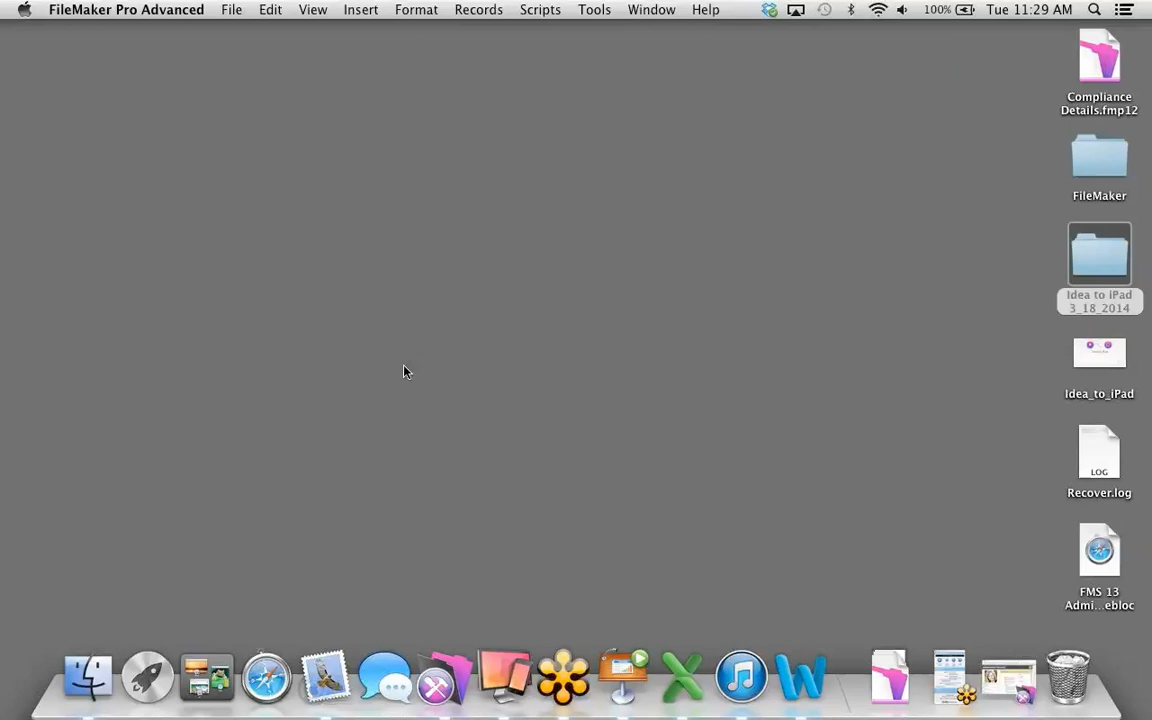 FileMaker Pro Advanced File Edit View Insert Format Records Scripts Tools Window Help 100% Tue 11:29 AM
Compliance
Details.fmp12
FileMaker
Idea to iPad
3_18_2014
Idea_to_iPad
LOG
Recover.log
FMS 13
Admi...ebloc